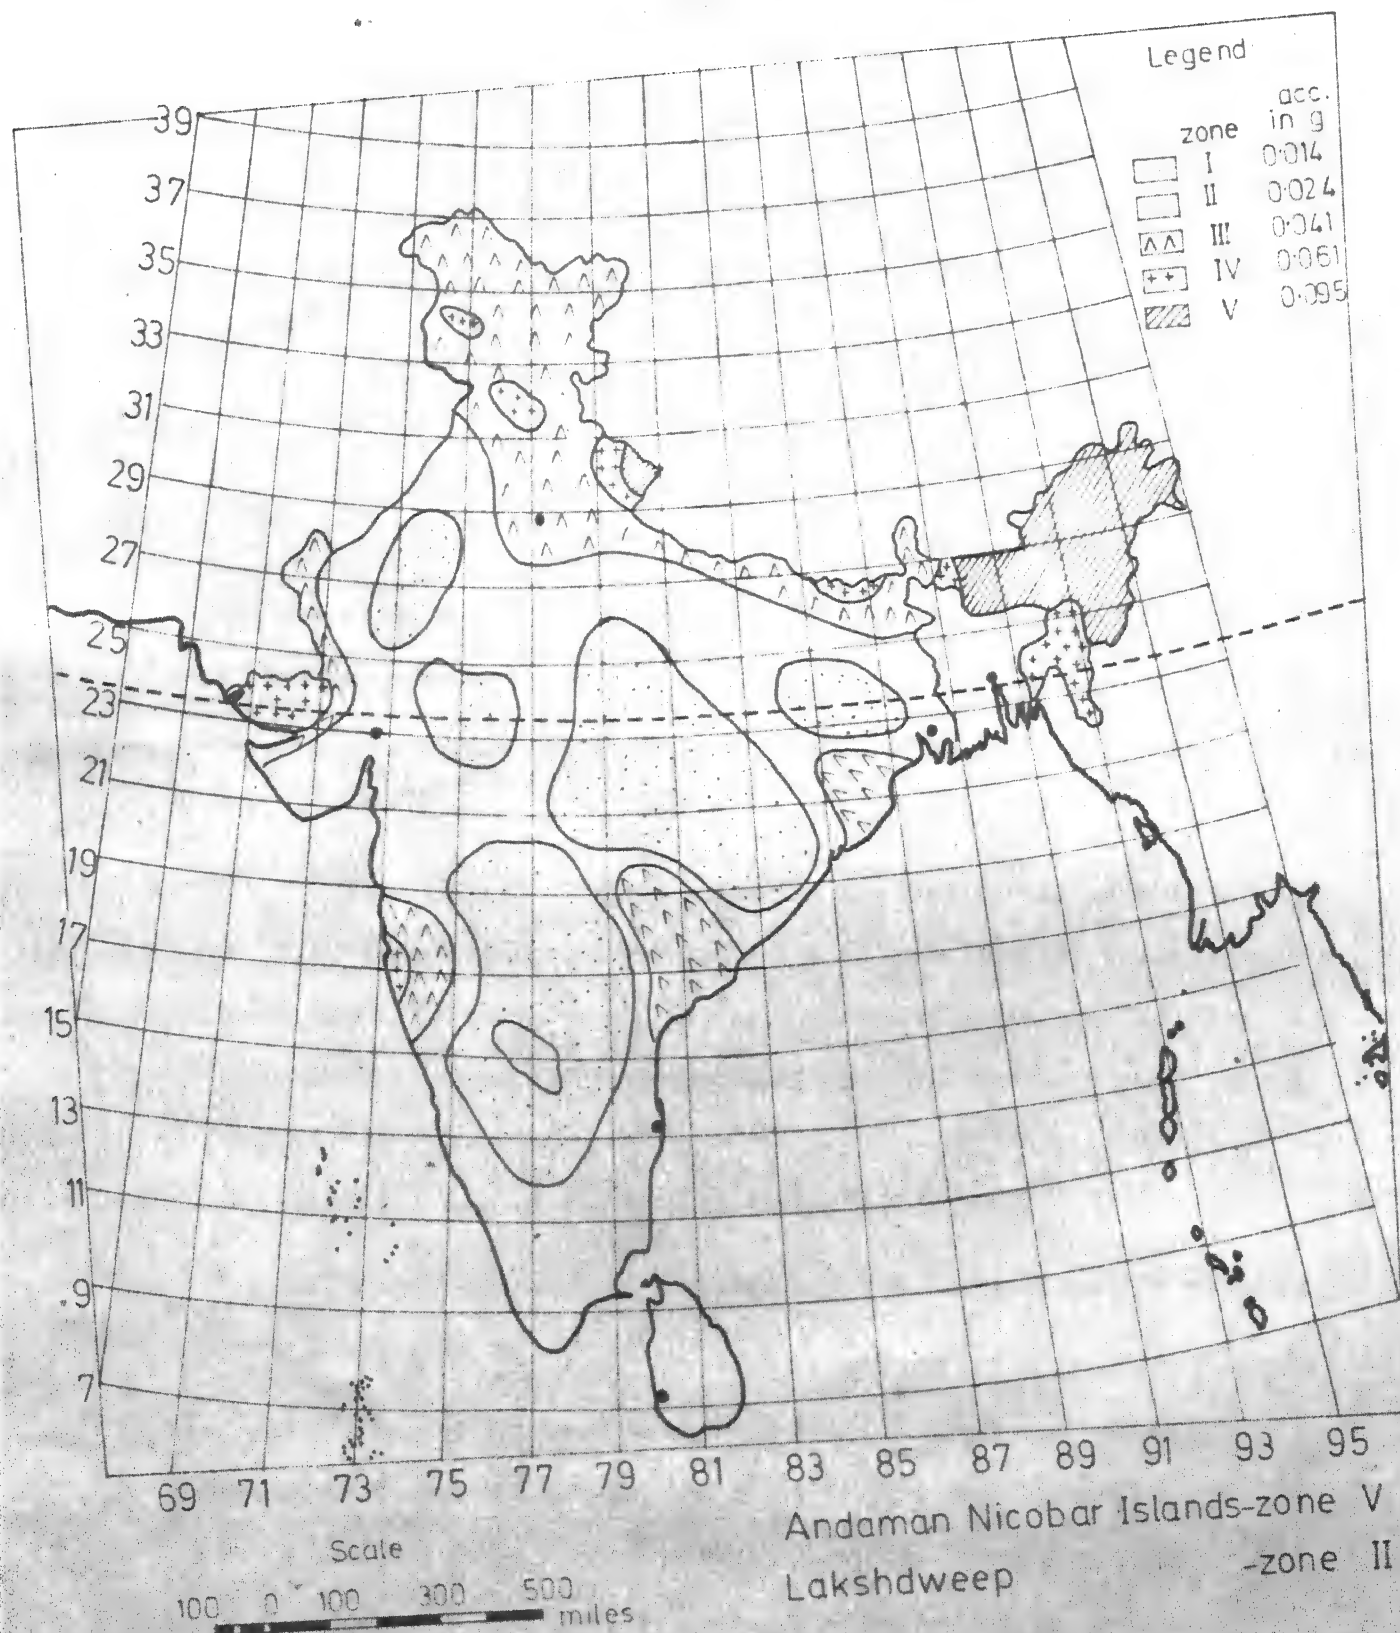 Legend
acc.
zone in g
I 0·014
II 0·024
III 0·041
IV 0·061
V 0·095
39
37
35
33
31
29
27
25
23
21
19
17
15
13
11
9
7
69 71 73 75 77 79 81 83 85 87 89 91 93 95
Andaman Nicobar Islands-zone V
Lakshdweep -zone II
Scale
100 0 100 300 500
miles